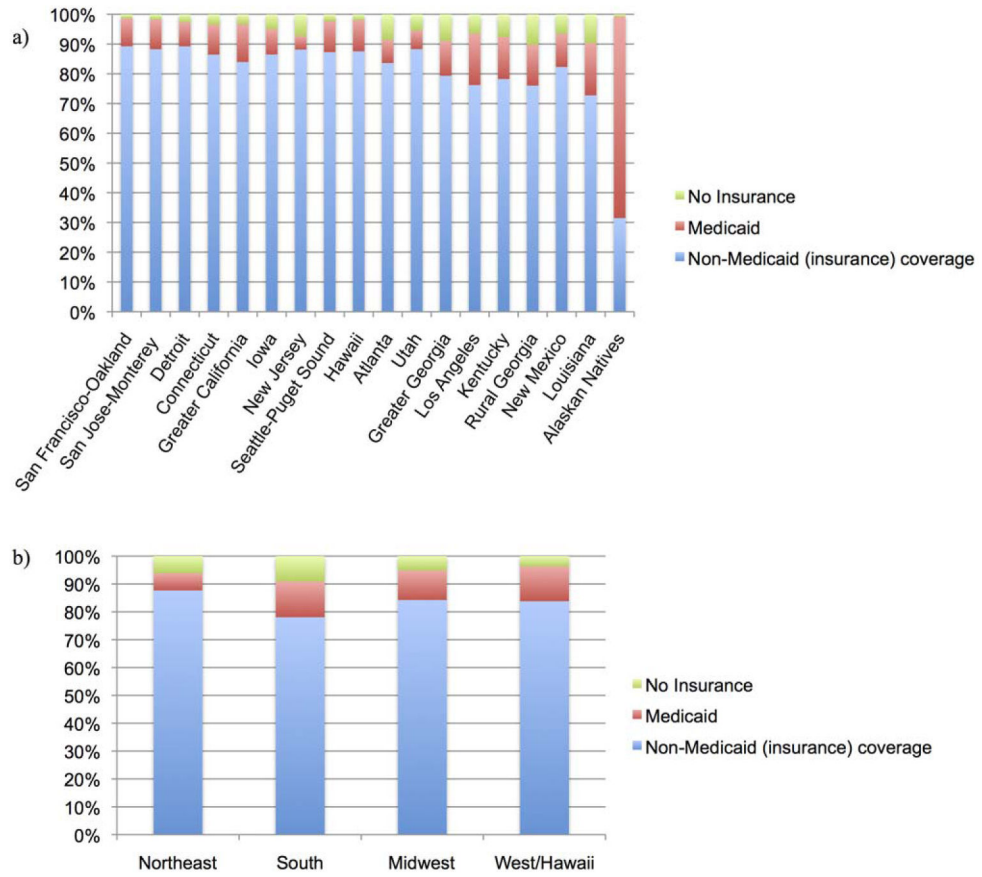 a)
100%
90%
80%
70%
60%
50%
40%
30%
20%
10%
0%
No Insurance
Medicaid
Non-Medicaid (insurance) coverage
San Francisco-Oakland
San Jose-Monterey
Detroit
Connecticut
Greater California
Iowa
New Jersey
Seattle-Puget Sound
Hawaii
Atlanta
Utah
Greater Georgia
Los Angeles
Kentucky
Rural Georgia
New Mexico
Louisiana
Alaskan Natives
b)
100%
90%
80%
70%
60%
50%
40%
30%
20%
10%
0%
No Insurance
Medicaid
Non-Medicaid (insurance) coverage
Northeast
South
Midwest
West/Hawaii